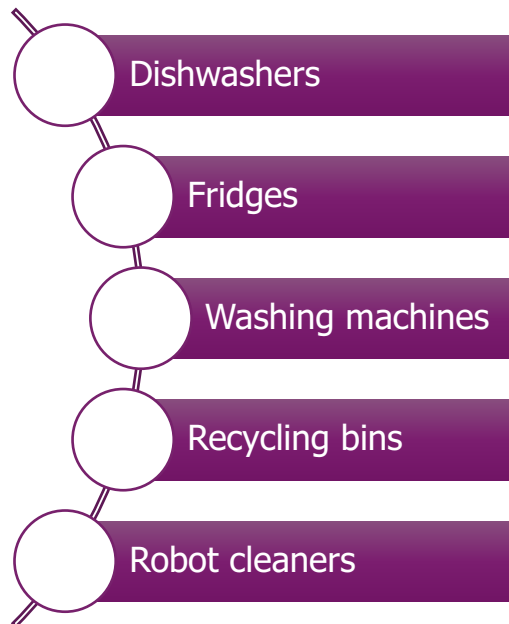 Dishwashers
Fridges
Washing machines
Recycling bins
Robot cleaners